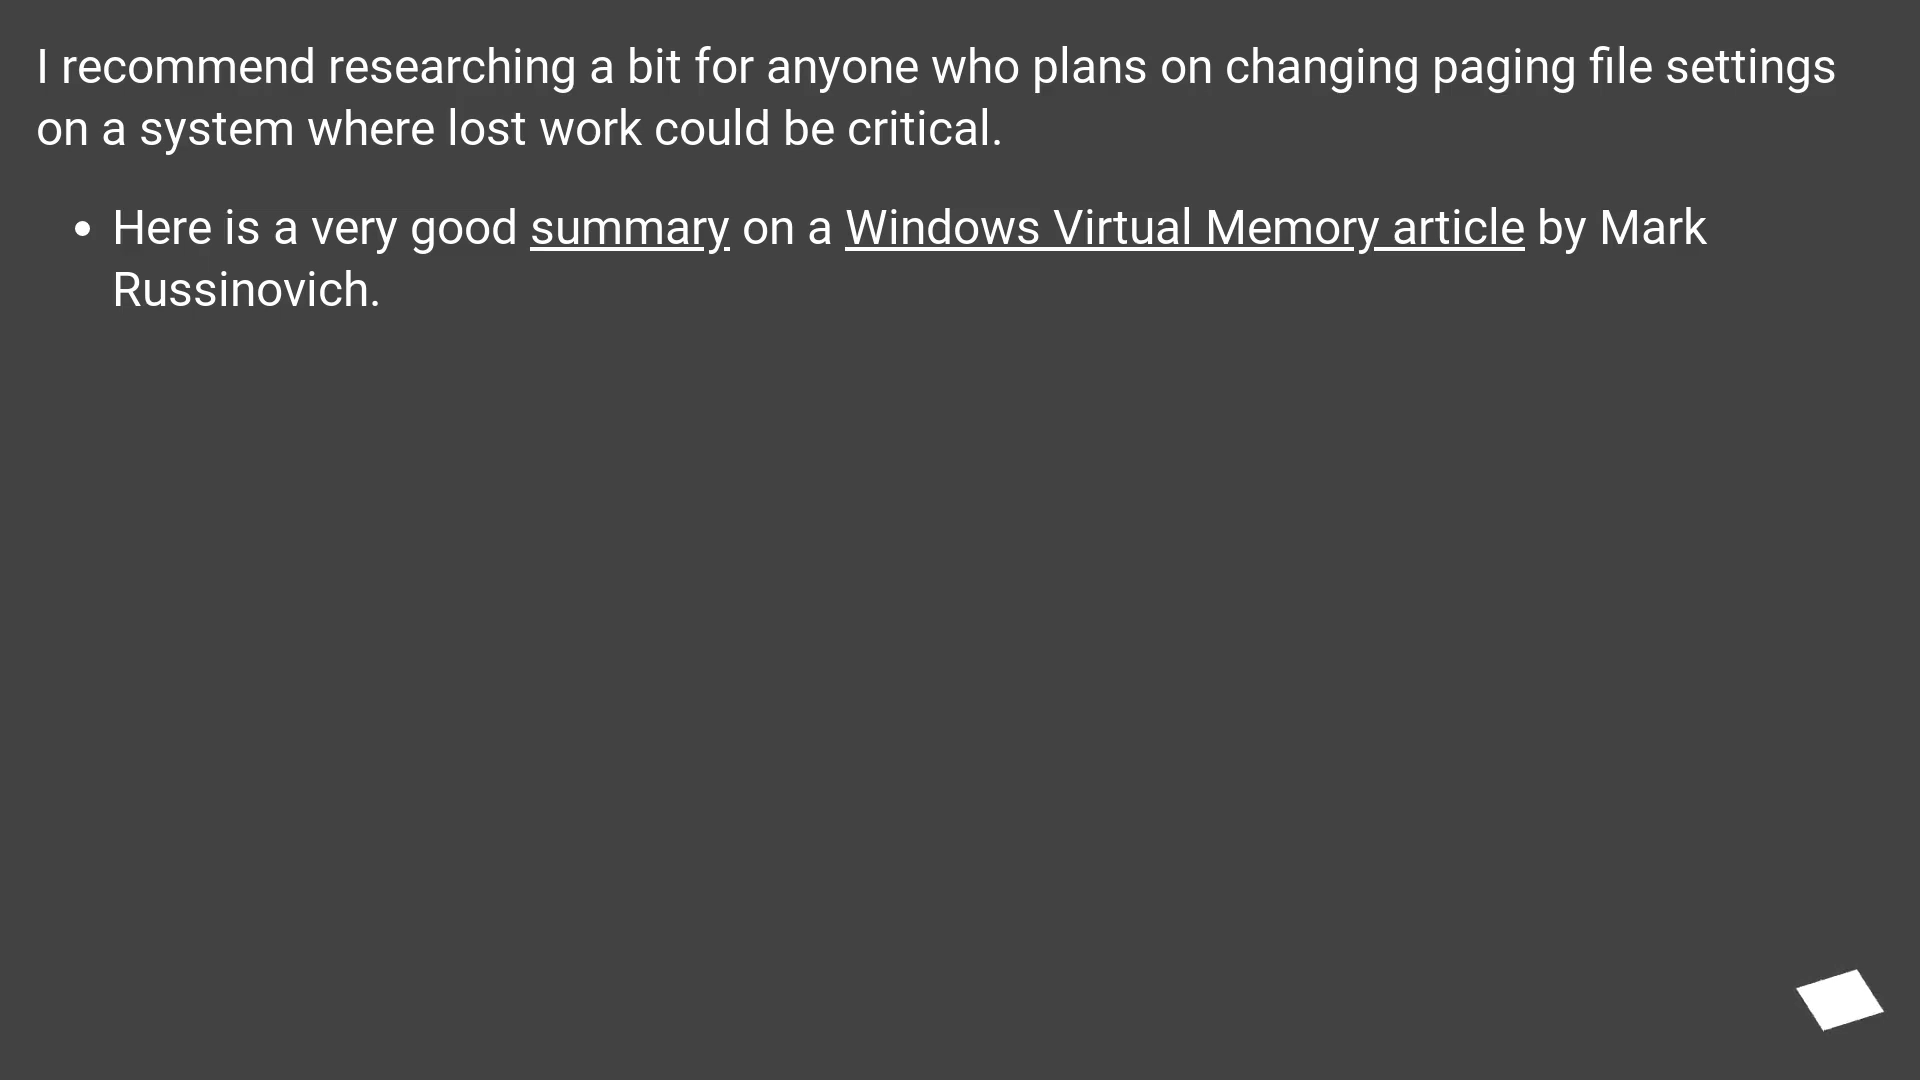 I recommend researching a bit for anyone who plans on changing paging file settings
on a system where lost work could be critical.
• Here is a very good summary on a Windows Virtual Memory article by Mark
Russinovich.